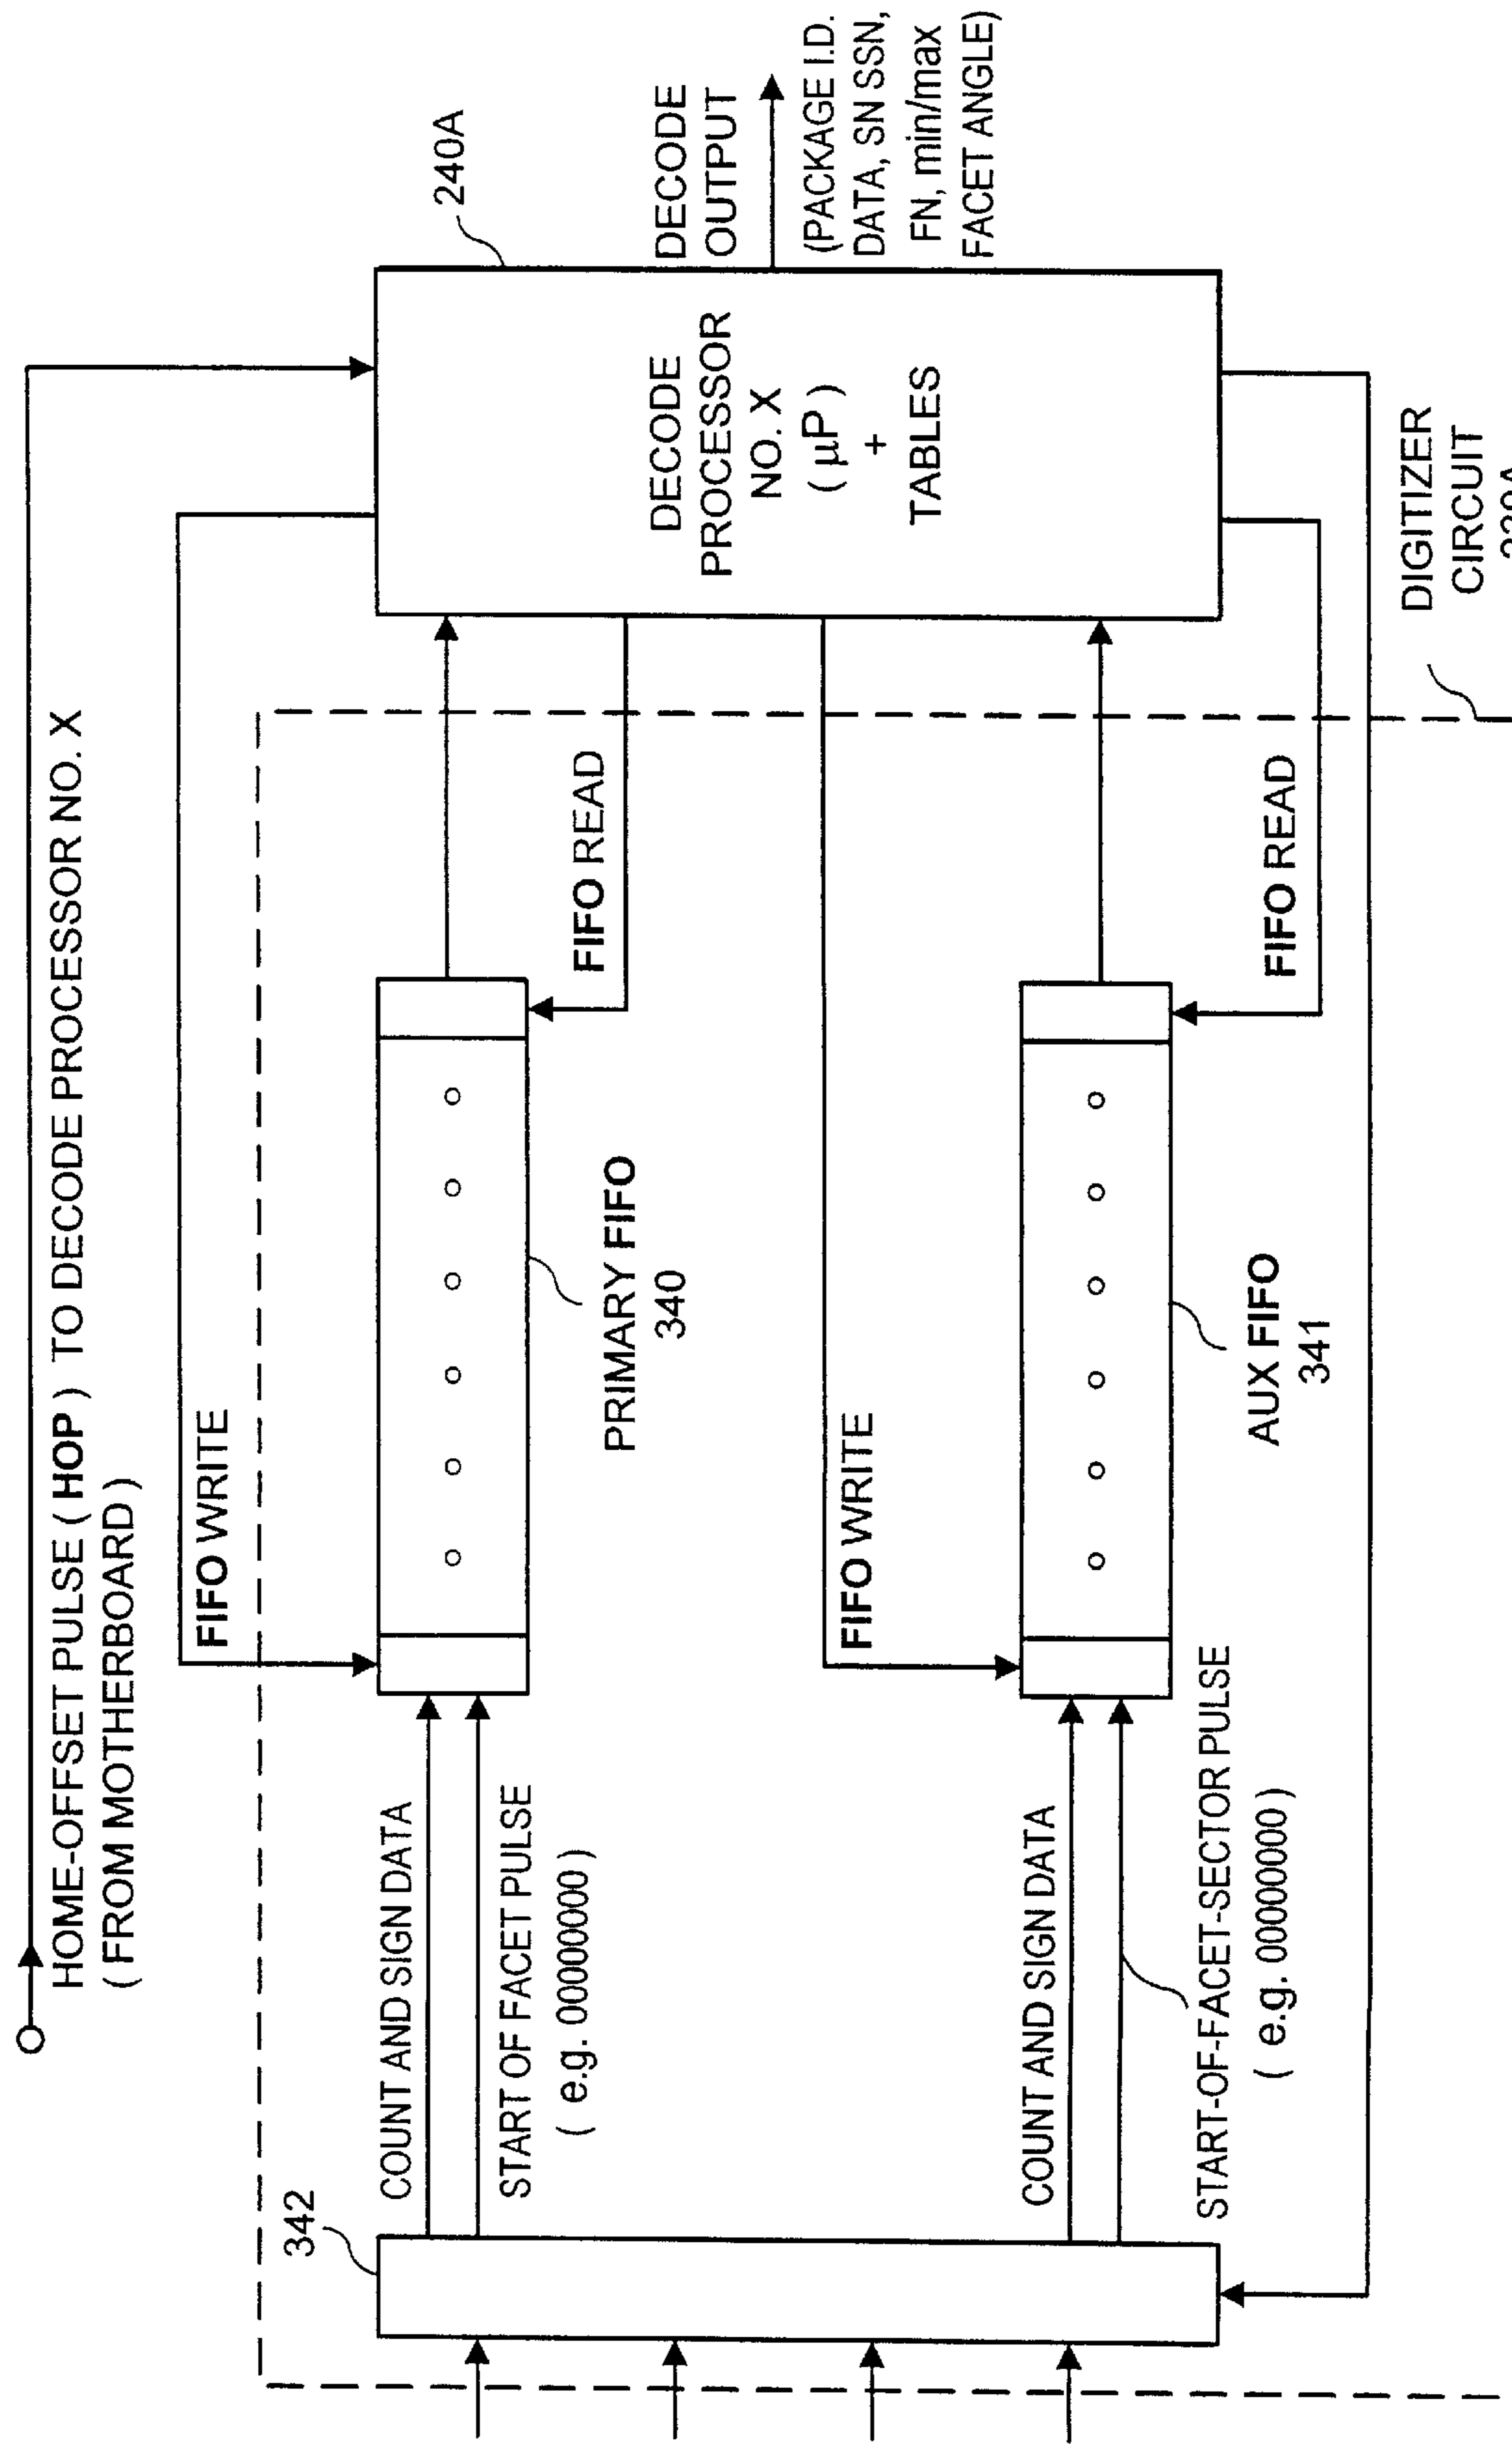 HOME-OFFSET PULSE ( HOP ) TO DECODE PROCESSOR NO. X
( FROM MOTHERBOARD )
FIFO WRITE
342
COUNT AND SIGN DATA
START OF FACET PULSE
( e.g. 00000000 )
PRIMARY FIFO
340
FIFO READ
240A
DECODE
PROCESSOR
NO. X
( μP )
+
TABLES
DECODE
OUTPUT
(PACKAGE I.D.
DATA, SN SSN,
FN, min/max
FACET ANGLE)
FIFO WRITE
COUNT AND SIGN DATA
START-OF-FACET-SECTOR PULSE
( e.g. 00000000 )
AUX FIFO
341
FIFO READ
DIGITIZER
CIRCUIT